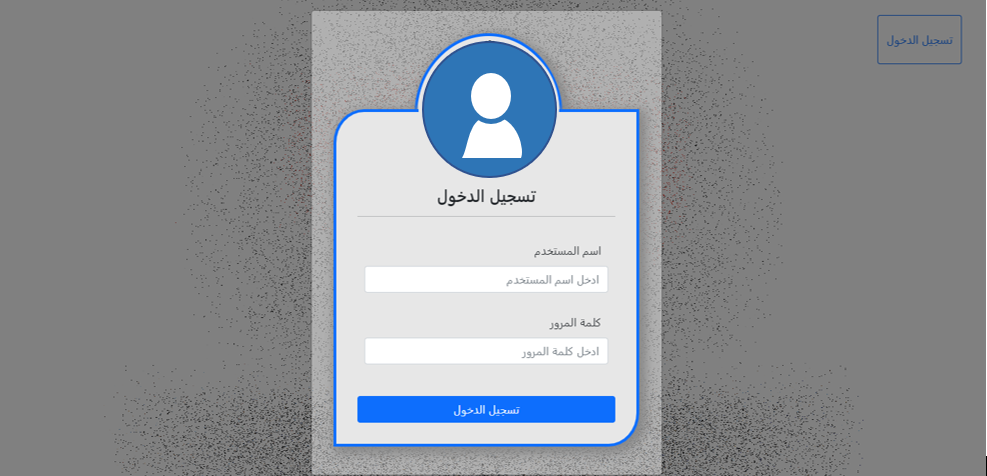 تسجيل الدخول
تسجيل الدخول
اسم المستخدم
ادخل اسم المستخدم
كلمة المرور
ادخل كلمة المرور
تسجيل الدخول